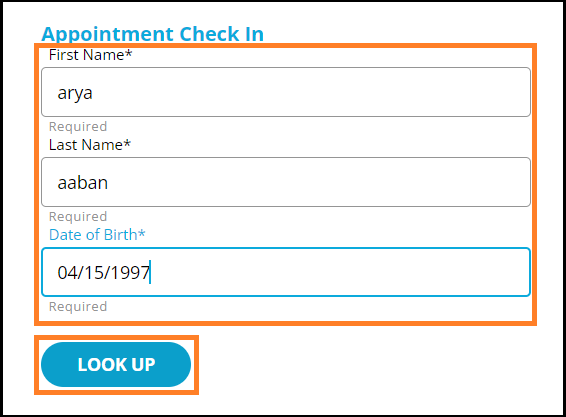 Appointment Check In
First Name*
arya
Required
Last Name*
aaban
Required
Date of Birth*
04/15/1997
Required
LOOK UP